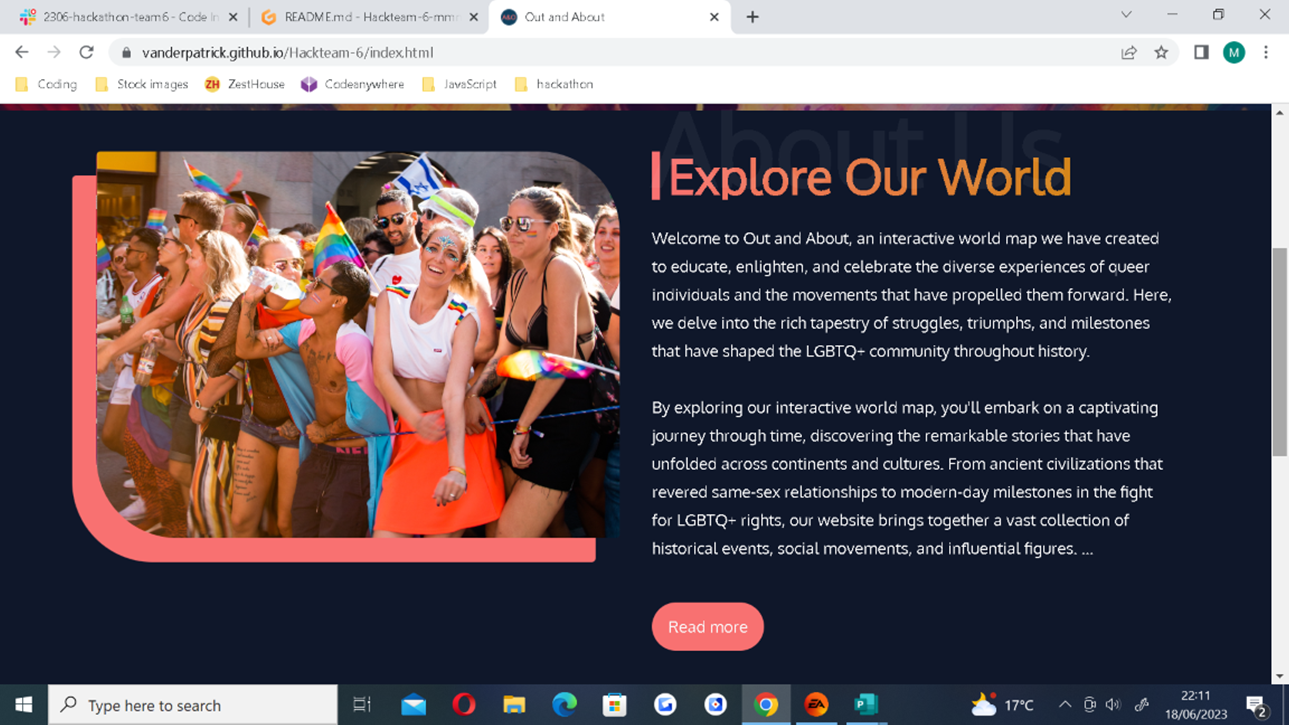 2306-hackathon-team6 - Code In
README.md - Hackteam-6-mmr
A&O
Out and About
vanderpatrick.github.io/Hackteam-6/index.html
M
Coding
Stock images
ZH
ZestHouse
Codeanywhere
JavaScript
hackathon
About Us
Explore Our World
Welcome to Out and About, an interactive world map we have created
to educate, enlighten, and celebrate the diverse experiences of queer
individuals and the movements that have propelled them forward. Here,
we delve into the rich tapestry of struggles, triumphs, and milestones
that have shaped the LGBTQ+ community throughout history.
By exploring our interactive world map, you'll embark on a captivating
journey through time, discovering the remarkable stories that have
unfolded across continents and cultures. From ancient civilizations that
revered same-sex relationships to modern-day milestones in the fight
for LGBTQ+ rights, our website brings together a vast collection of
historical events, social movements, and influential figures. ...
Read more
Type here to search
EA
P
17°C
22:11
18/06/2023
2